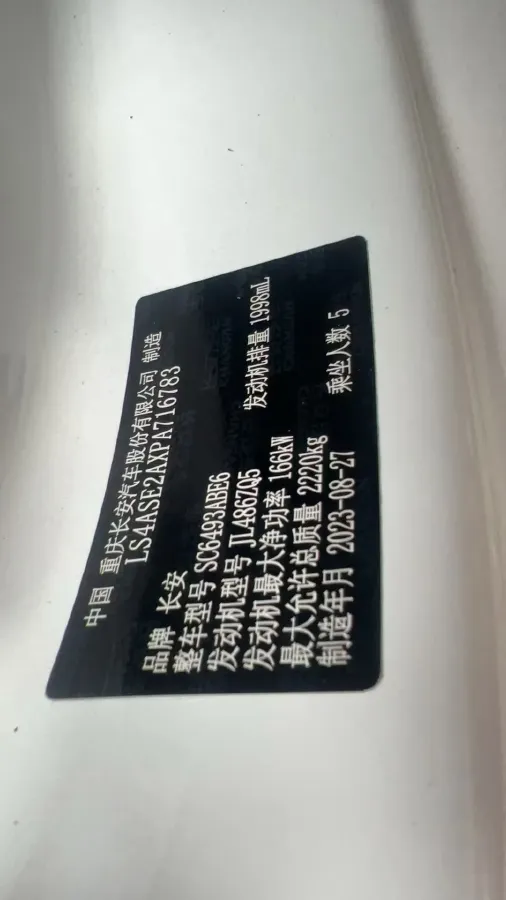 中国 重庆长安汽车股份有限公司 制造
LS4ASE2AXPA716783
品牌 长安
整车型号 SC6493ABE6
发动机型号 JL486ZQ5
发动机最大净功率 166kW 发动机排量 1998mL
最大允许总质量 2220kg
制造年月 2023-08-27 乘坐人数 5